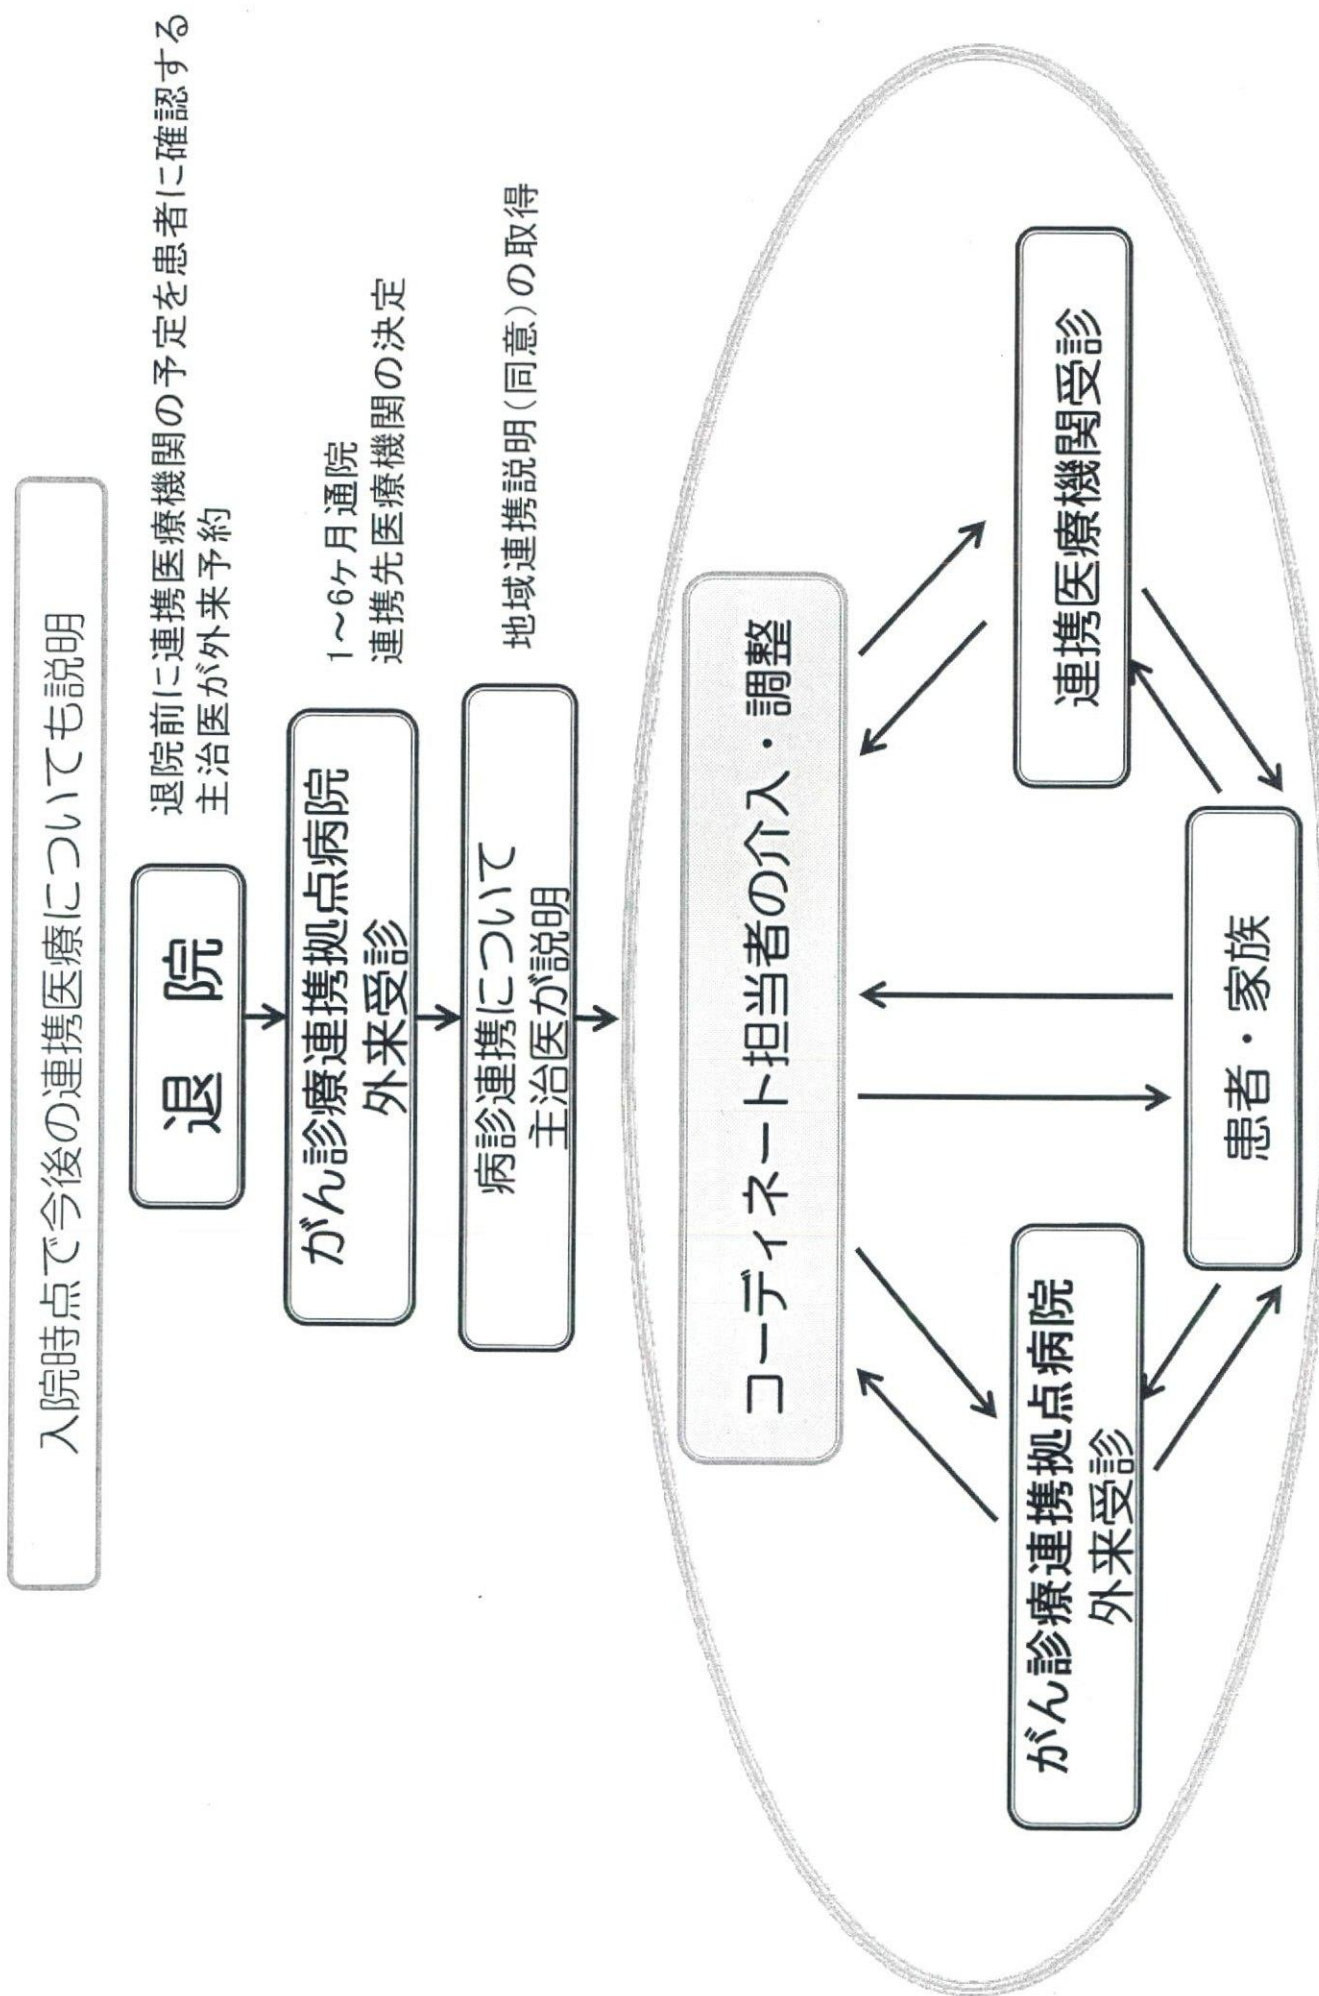 入院時点で今後の連携医療についても説明
退院
退院前に連携医療機関の予定を患者に確認する
主治医が外来予約
がん診療連携拠点病院
外来受診
1～6ヶ月通院
連携先医療機関の決定
病診連携について
主治医が説明
地域連携説明(同意)の取得
コーディネート担当者の介入・調整
がん診療連携拠点病院
外来受診
連携医療機関受診
患者・家族